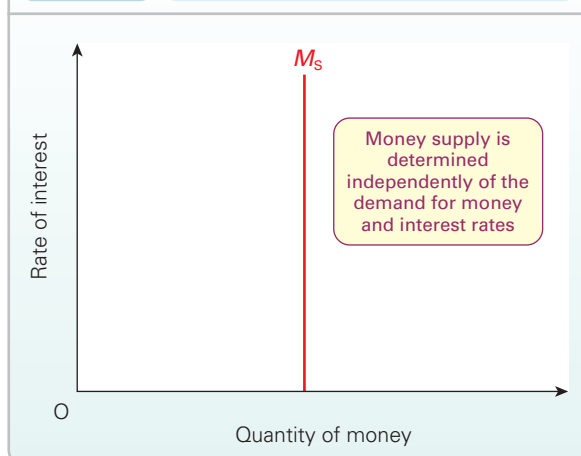 Ms
Money supply is
determined
independently of the
demand for money
and interest rates
Rate of interest
O
Quantity of money